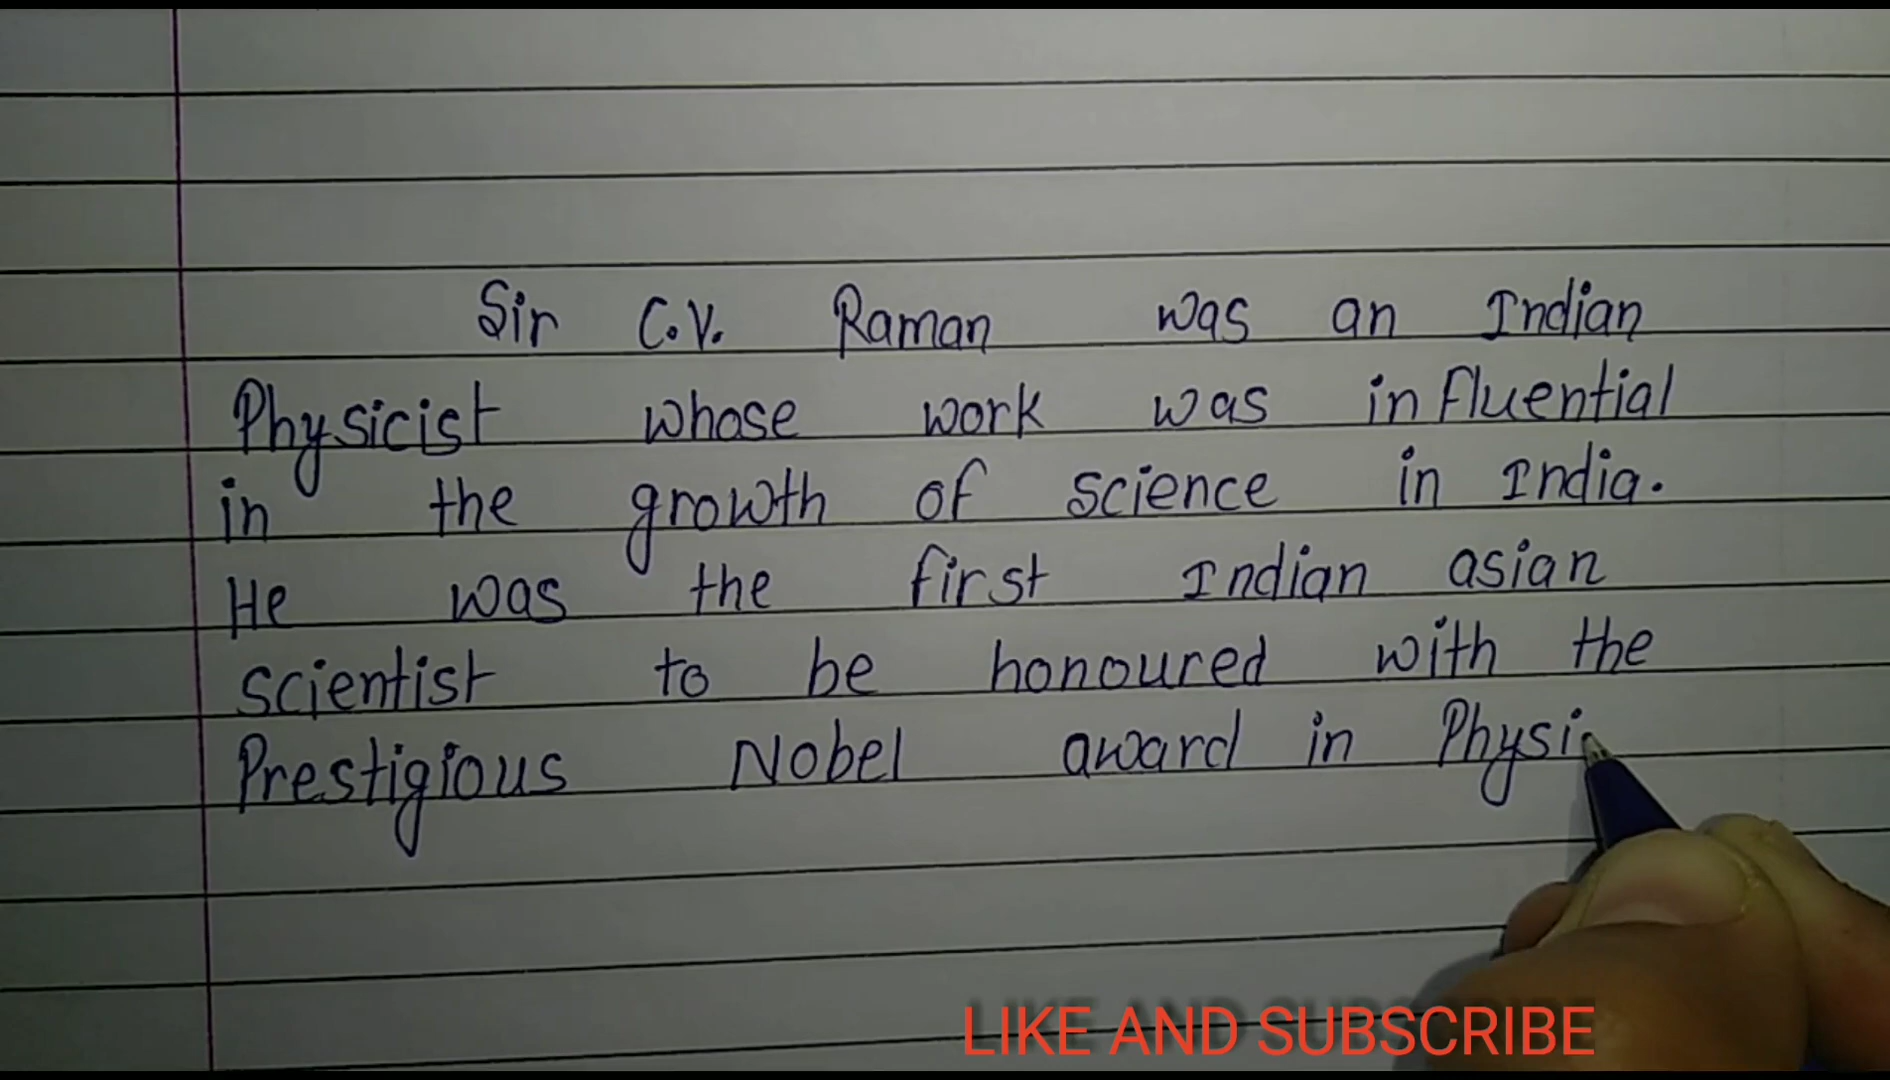 Sir C.V. Raman was an Indian
Physicist whose work was influential
in the growth of science in India.
He was the first Indian asian
scientist to be honoured with the
Prestigious Nobel award in Physic
LIKE AND SUBSCRIBE